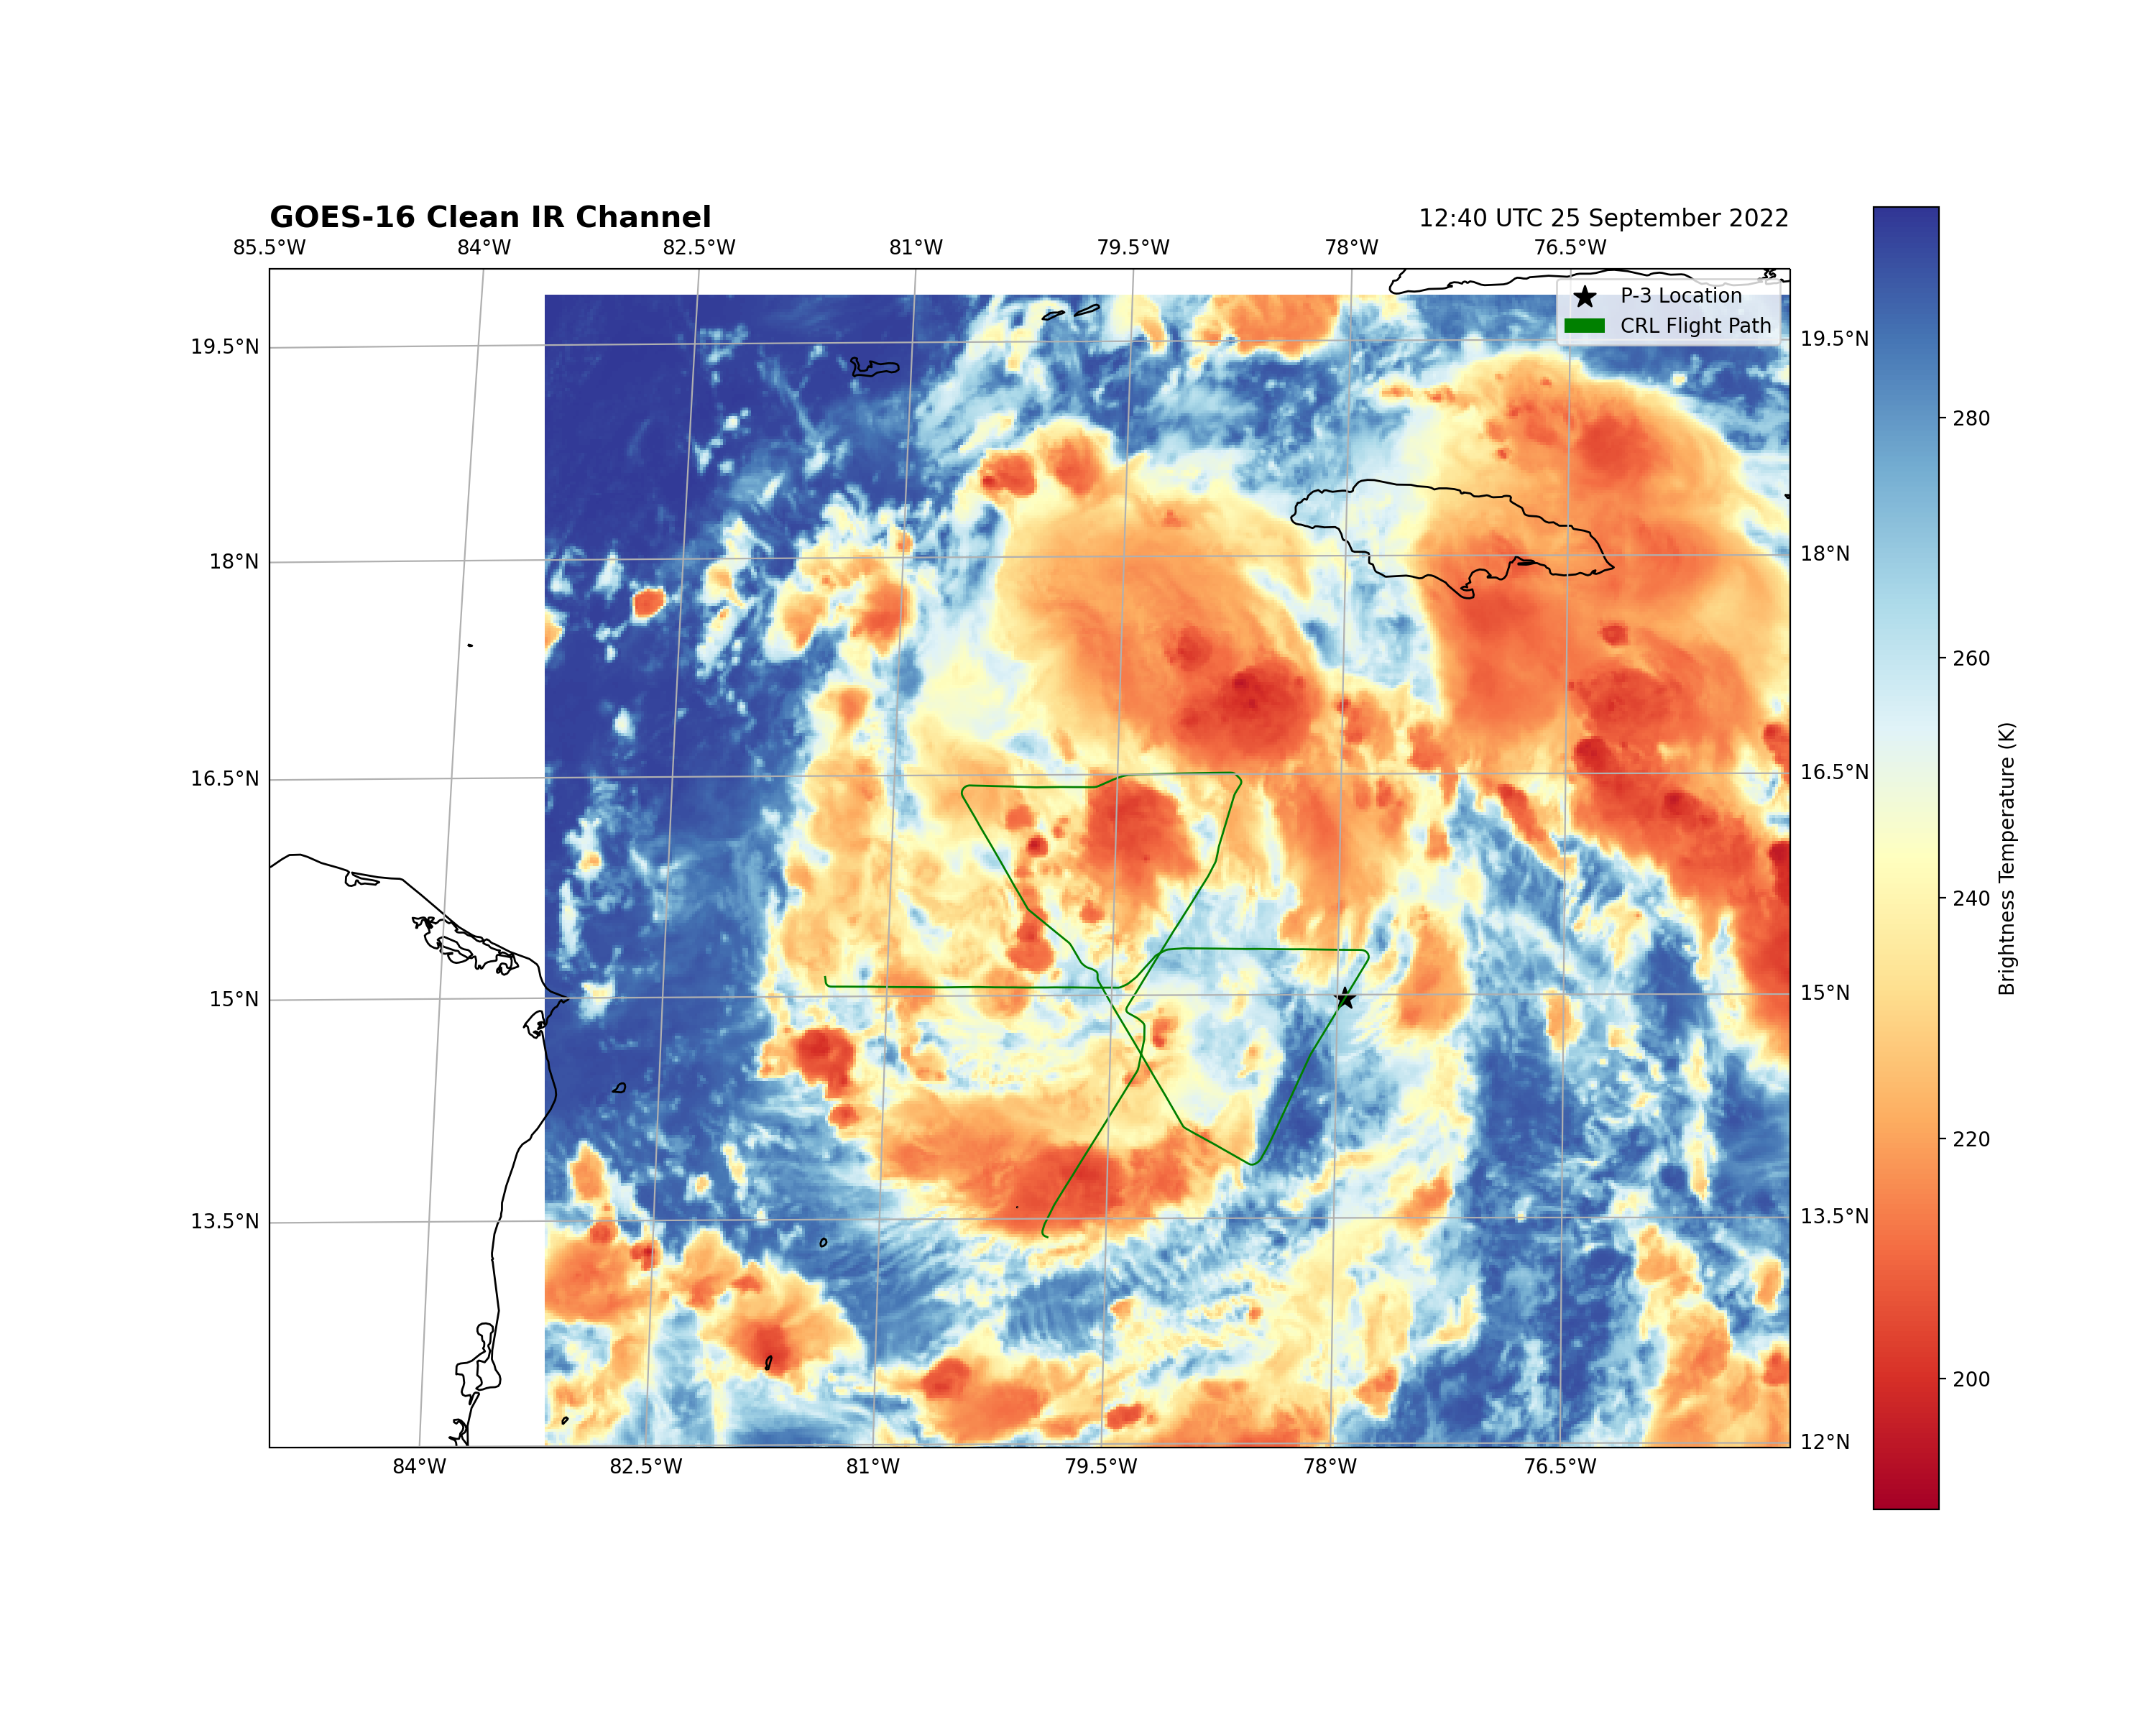 GOES-16 Clean IR Channel
12:40 UTC 25 September 2022
85.5°W 84°W 82.5°W 81°W 79.5°W 78°W 76.5°W
P-3 Location
CRL Flight Path
19.5°N 19.5°N
280
18°N 18°N
260
16.5°N 16.5°N
240
Brightness Temperature (K)
15°N 15°N
220
13.5°N 13.5°N
200
12°N
84°W 82.5°W 81°W 79.5°W 78°W 76.5°W